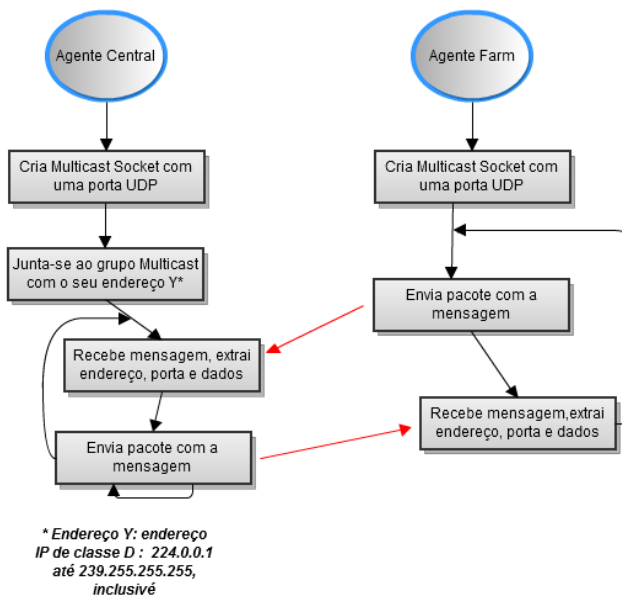 Agente Central
Agente Farm
Cria Multicast Socket com
uma porta UDP
Cria Multicast Socket com
uma porta UDP
Junta-se ao grupo Multicast
com o seu endereço Y*
Envia pacote com a
mensagem
Recebe mensagem, extrai
endereço, porta e dados
Recebe mensagem,extrai
endereço, porta e dados
Envia pacote com a
mensagem
* Endereço Y: endereço
IP de classe D : 224.0.0.1
até 239.255.255.255,
inclusivé